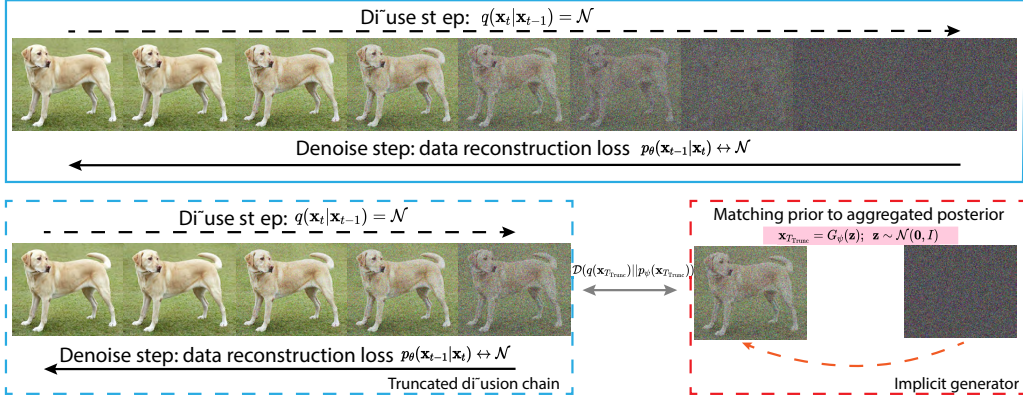 Di˜use st ep: q(x_t|x_{t−1}) = 𝒩
Denoise step: data reconstruction loss p_θ(x_{t−1}|x_t) ↔ 𝒩
Di˜use st ep: q(x_t|x_{t−1}) = 𝒩
Denoise step: data reconstruction loss p_θ(x_{t−1}|x_t) ↔ 𝒩
Truncated di˜usion chain
𝒟(q(x_{T_Trunc})||p_ψ(x_{T_Trunc}))
Matching prior to aggregated posterior
x_{T_Trunc} = G_ψ(z); z ∼ 𝒩(0, I)
Implicit generator